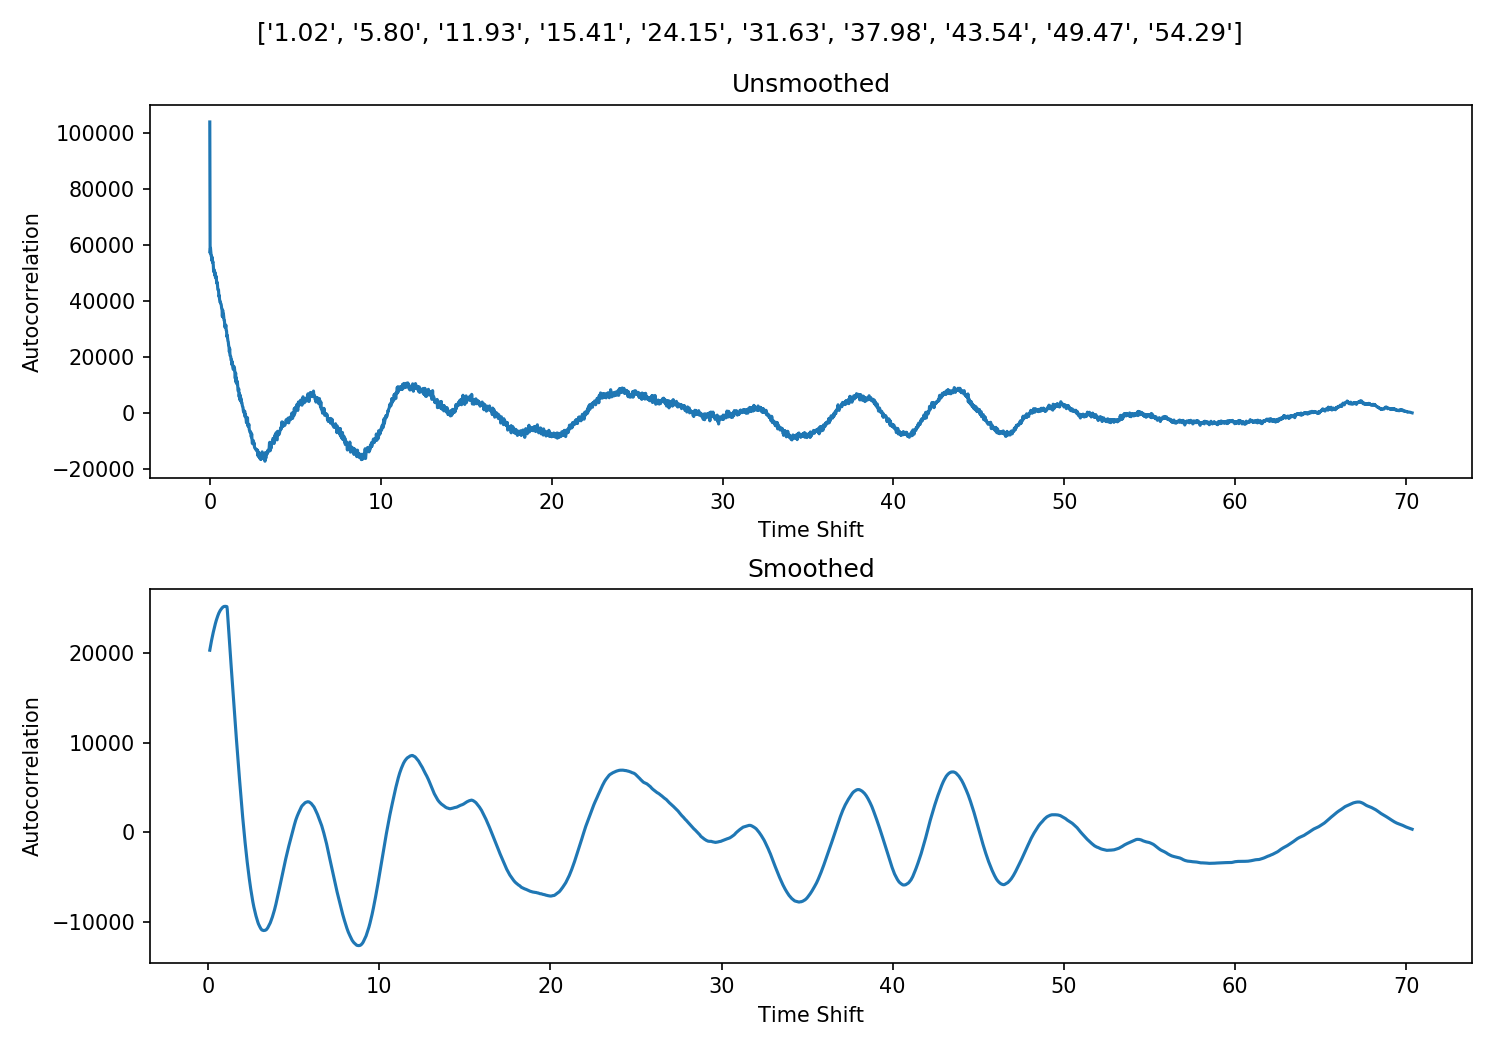 ['1.02', '5.80', '11.93', '15.41', '24.15', '31.63', '37.98', '43.54', '49.47', '54.29']
Unsmoothed
100000
80000
60000
40000
20000
0
−20000
Autocorrelation
0 10 20 30 40 50 60 70
Time Shift
Smoothed
20000
10000
0
−10000
Autocorrelation
0 10 20 30 40 50 60 70
Time Shift